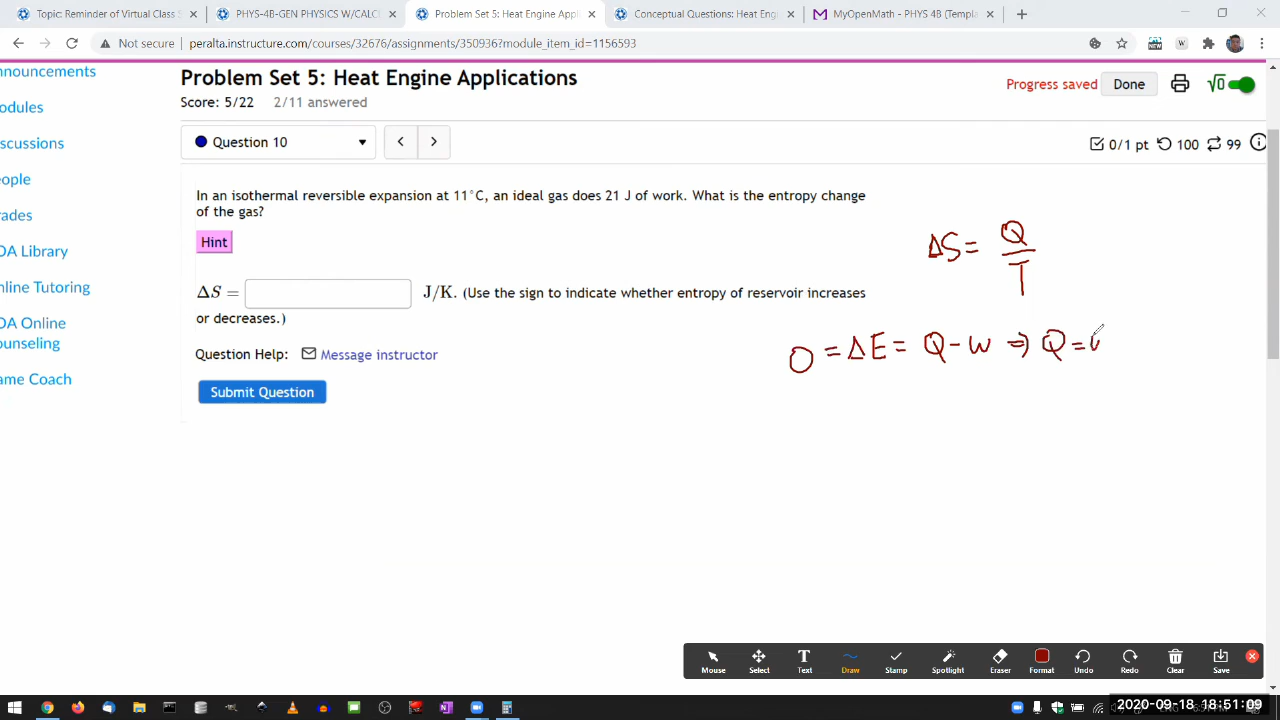 Topic: Reminder of Virtual Class S
PHYS-4B-GEN PHYSICS W/CALC
Problem Set 5: Heat Engine Appli
Conceptual Questions: Heat Eng
MyOpenMath - PHYS 4B (Templa
Not secure | peralta.instructure.com/courses/32676/assignments/350936?module_item_id=1156593
nnouncements
odules
scussions
eople
rades
OA Library
nline Tutoring
OA Online
ounseling
ame Coach
Problem Set 5: Heat Engine Applications
Score: 5/22 2/11 answered
Progress saved Done √0
Question 10 < >
0/1 pt 100 99
In an isothermal reversible expansion at 11°C, an ideal gas does 21 J of work. What is the entropy change
of the gas?
Hint
ΔS = J/K. (Use the sign to indicate whether entropy of reservoir increases
or decreases.)
Question Help: Message instructor
Submit Question
ΔS = Q/T
0 = ΔE = Q - W ⇒ Q =
Mouse Select Text Draw Stamp Spotlight Eraser Format Undo Redo Clear Save
2020-09-18 18:51:09